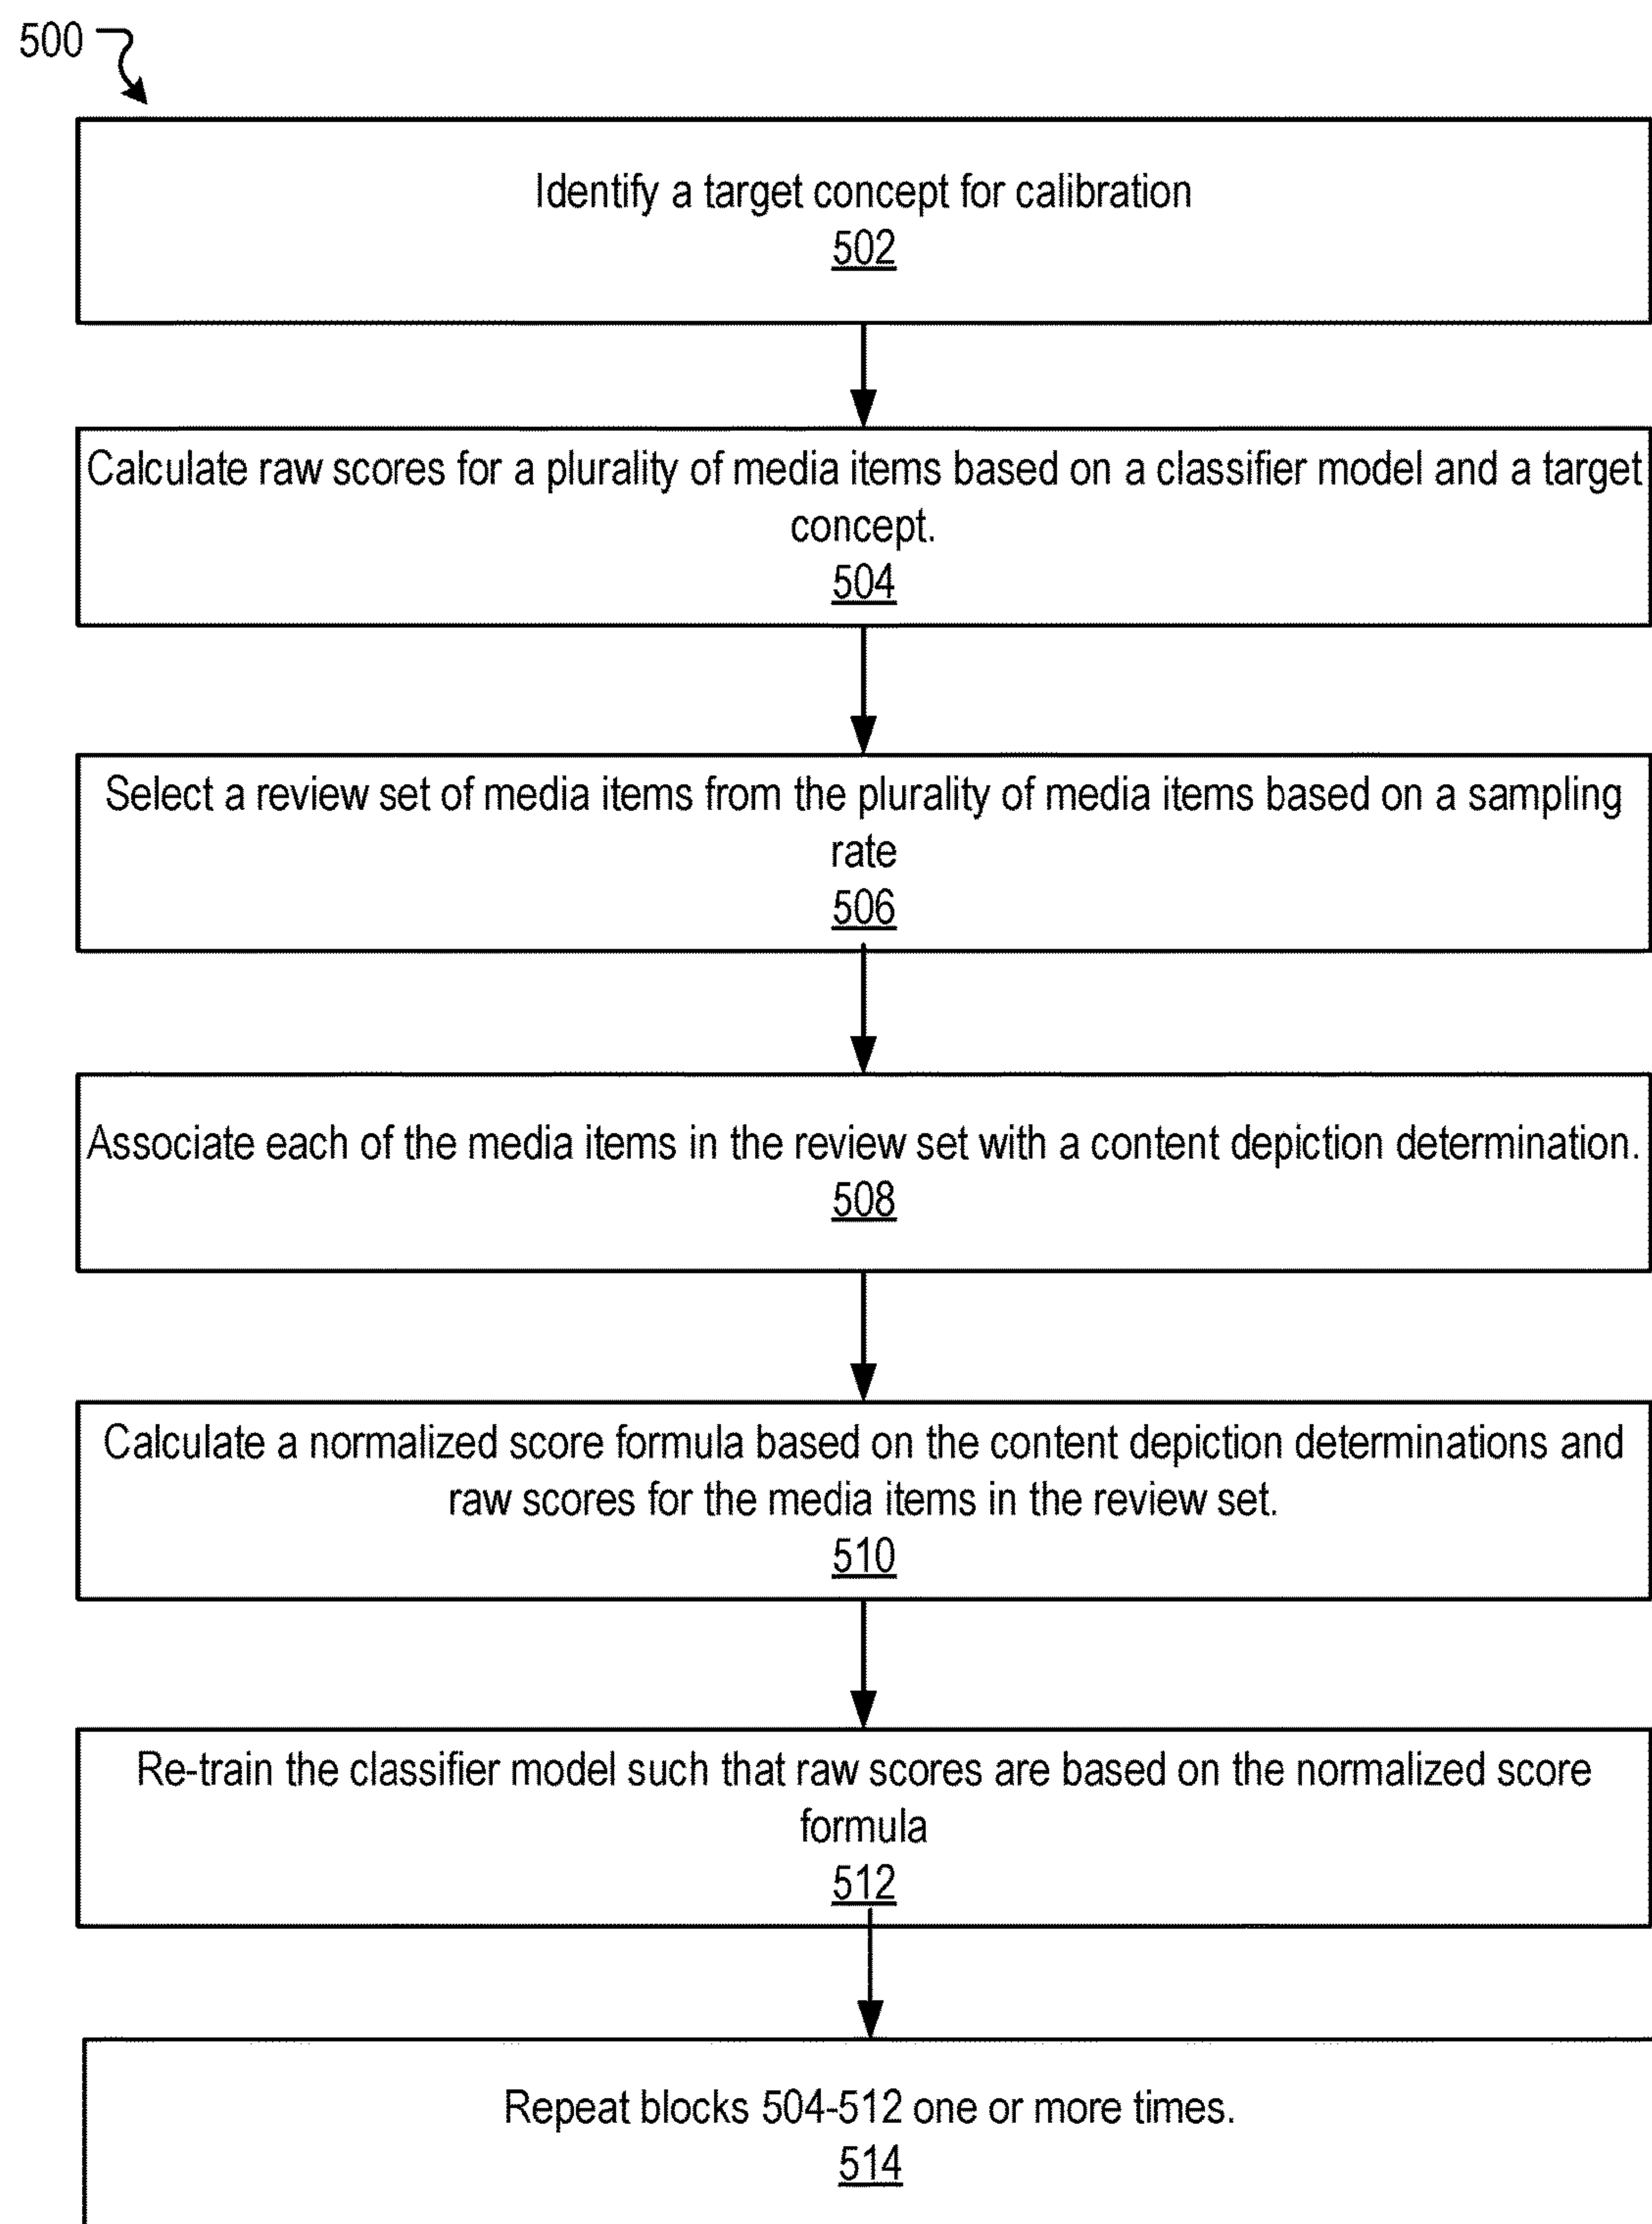 500
Identify a target concept for calibration
502
Calculate raw scores for a plurality of media items based on a classifier model and a target
concept.
504
Select a review set of media items from the plurality of media items based on a sampling
rate
506
Associate each of the media items in the review set with a content depiction determination.
508
Calculate a normalized score formula based on the content depiction determinations and
raw scores for the media items in the review set.
510
Re-train the classifier model such that raw scores are based on the normalized score
formula
512
Repeat blocks 504-512 one or more times.
514